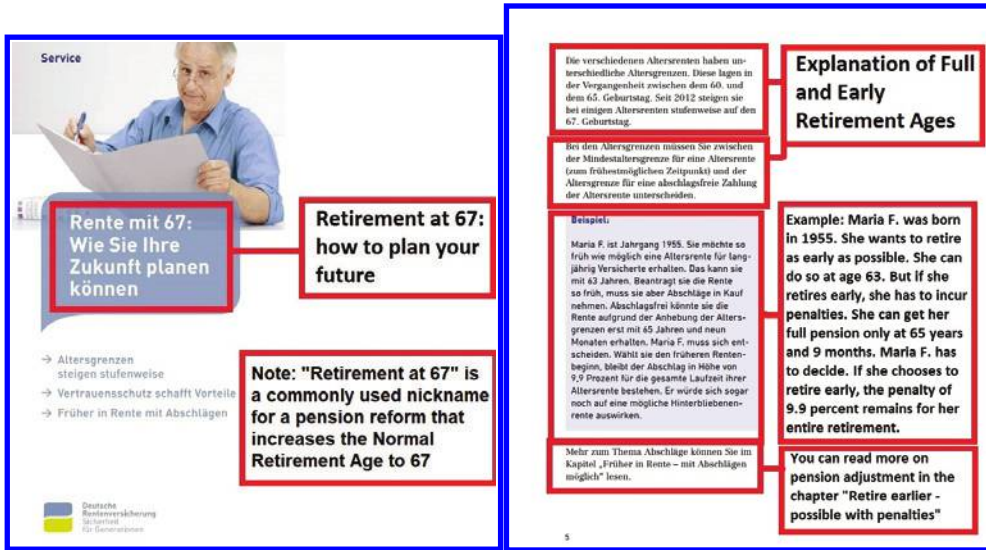 Service
Rente mit 67:
Wie Sie Ihre
Zukunft planen
können
Retirement at 67:
how to plan your
future
→ Altersgrenzen
steigen stufenweise
→ Vertrauensschutz schafft Vorteile
→ Früher in Rente mit Abschlägen
Note: "Retirement at 67" is
a commonly used nickname
for a pension reform that
increases the Normal
Retirement Age to 67
Deutsche
Rentenversicherung
Sicherheit
für Generationen
Die verschiedenen Altersrenten haben un-
terschiedliche Altersgrenzen. Diese lagen in
der Vergangenheit zwischen dem 60. und
dem 65. Geburtstag. Seit 2012 steigen sie
bei einigen Altersrenten stufenweise auf den
67. Geburtstag.
Bei den Altersgrenzen müssen Sie zwischen
der Mindestaltersgrenze für eine Altersrente
(zum frühestmöglichen Zeitpunkt) und der
Altersgrenze für eine abschlagsfreie Zahlung
der Altersrente unterscheiden.
Explanation of Full
and Early
Retirement Ages
Beispiel:
Maria F. ist Jahrgang 1955. Sie möchte so
früh wie möglich eine Altersrente für lang-
jährig Versicherte erhalten. Das kann sie
mit 63 Jahren. Beantragt sie die Rente
so früh, muss sie aber Abschläge in Kauf
nehmen. Abschlagsfrei könnte sie die
Rente aufgrund der Anhebung der Alters-
grenzen erst mit 65 Jahren und neun
Monaten erhalten. Maria F. muss sich ent-
scheiden. Wählt sie den früheren Renten-
beginn, bleibt der Abschlag in Höhe von
9,9 Prozent für die gesamte Laufzeit ihrer
Altersrente bestehen. Er würde sich sogar
noch auf eine mögliche Hinterbliebenen-
rente auswirken.
Example: Maria F. was born
in 1955. She wants to retire
as early as possible. She can
do so at age 63. But if she
retires early, she has to incur
penalties. She can get her
full pension only at 65 years
and 9 months. Maria F. has
to decide. If she chooses to
retire early, the penalty of
9.9 percent remains for her
entire retirement.
Mehr zum Thema Abschläge können Sie im
Kapitel „Früher in Rente – mit Abschlägen
möglich" lesen.
You can read more on
pension adjustment in the
chapter "Retire earlier -
possible with penalties"
5